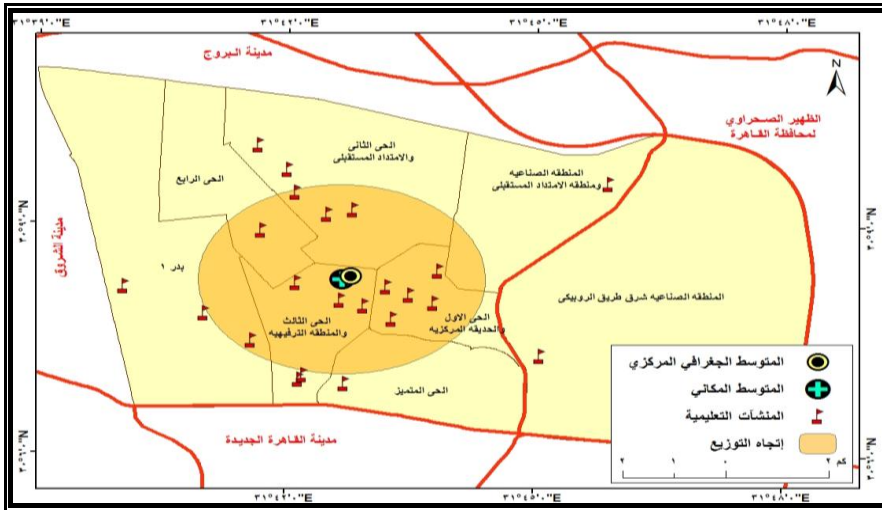 ٣١°٣٩'٠"E
٣١°٤٢'٠"E
٣١°٤٥'٠"E
٣١°٤٨'٠"E
مدينة البروج
N
الظهير الصحراوي
لمحافظة القاهرة
الحى الثانى
والامتداد المستقبلى
المنطقه الصناعيه
ومنطقه الامتداد المستقبلى
الحى الرابع
مدينة الشروق
بدر ١
المنطقه الصناعيه شرق طريق الروبيكى
الحى الثالث
والمنطقه الترفيهيه
الحى الاول
والحديقه المركزيه
الحى المتميز
مدينة القاهرة الجديدة
المتوسط الجغرافي المركزي
المتوسط المكاني
المنشآت التعليمية
إتجاه التوزيع
٢ ١ ٠ ٢ كم
٣١°٤٢'٠"E
٣١°٤٥'٠"E
٣١°٤٨'٠"E